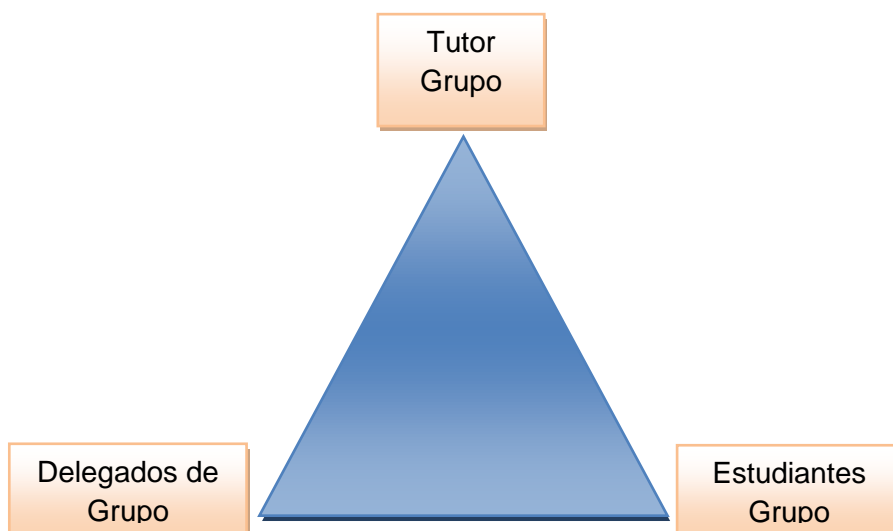 Tutor
Grupo
Delegados de
Grupo
Estudiantes
Grupo